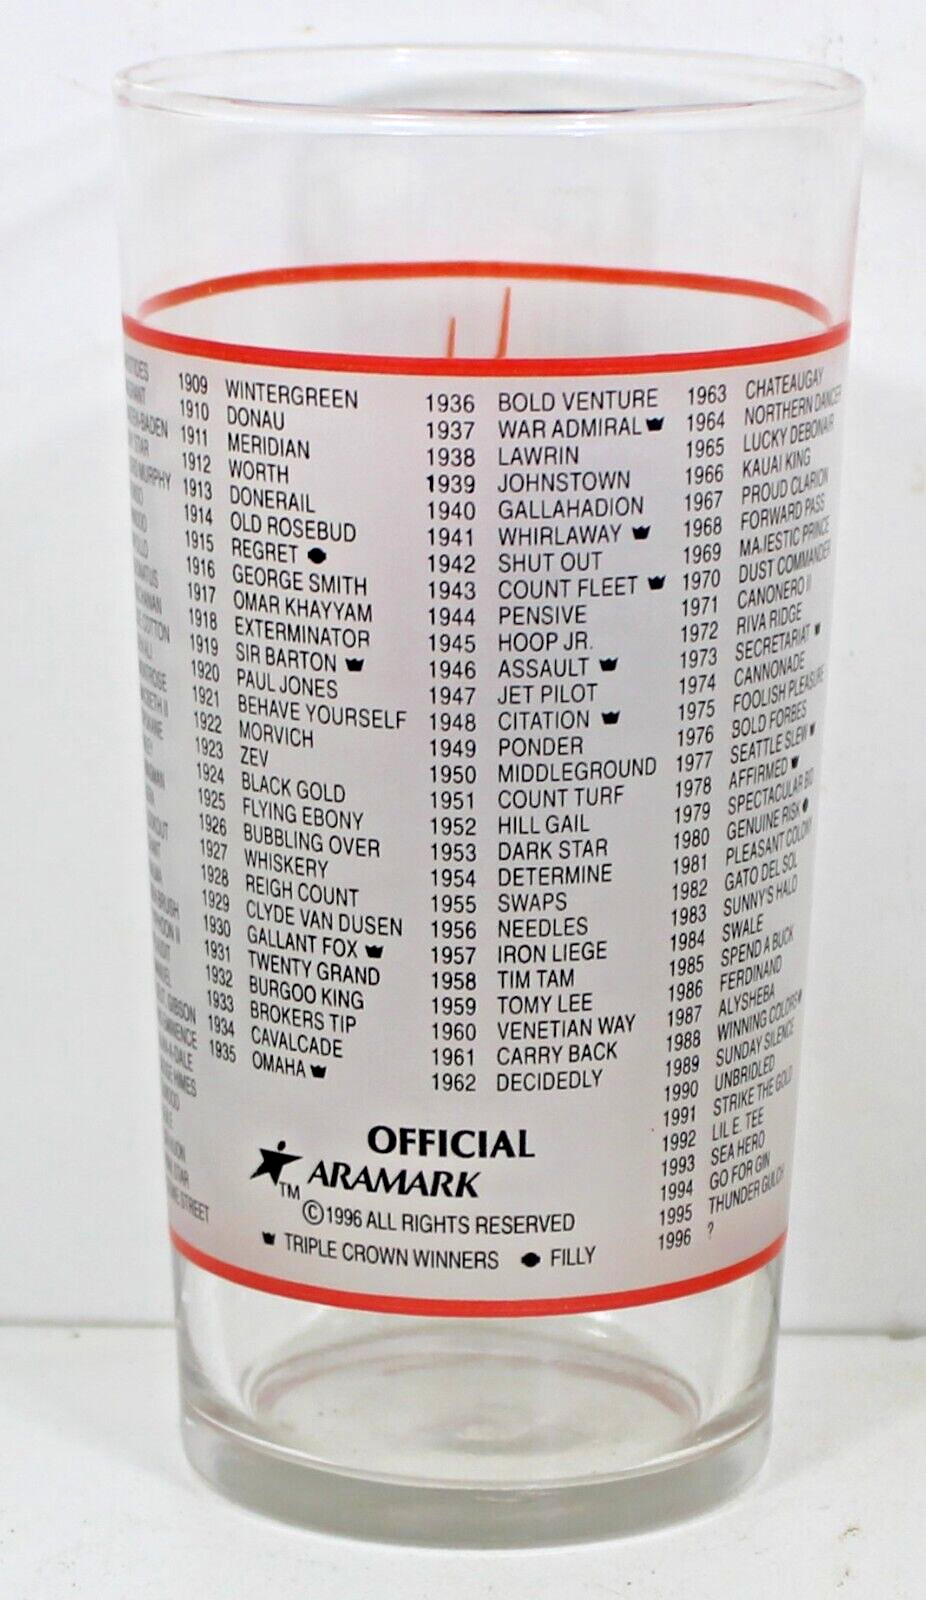 1909 WINTERGREEN
1910 DONAU
1911 MERIDIAN
1912 WORTH
1913 DONERAIL
1914 OLD ROSEBUD
1915 REGRET
1916 GEORGE SMITH
1917 OMAR KHAYYAM
1918 EXTERMINATOR
1919 SIR BARTON
1920 PAUL JONES
1921 BEHAVE YOURSELF
1922 MORVICH
1923 ZEV
1924 BLACK GOLD
1925 FLYING EBONY
1926 BUBBLING OVER
1927 WHISKERY
1928 REIGH COUNT
1929 CLYDE VAN DUSEN
1930 GALLANT FOX
1931 TWENTY GRAND
1932 BURGOO KING
1933 BROKERS TIP
1934 CAVALCADE
1935 OMAHA
1936 BOLD VENTURE
1937 WAR ADMIRAL
1938 LAWRIN
1939 JOHNSTOWN
1940 GALLAHADION
1941 WHIRLAWAY
1942 SHUT OUT
1943 COUNT FLEET
1944 PENSIVE
1945 HOOP JR.
1946 ASSAULT
1947 JET PILOT
1948 CITATION
1949 PONDER
1950 MIDDLEGROUND
1951 COUNT TURF
1952 HILL GAIL
1953 DARK STAR
1954 DETERMINE
1955 SWAPS
1956 NEEDLES
1957 IRON LIEGE
1958 TIM TAM
1959 TOMY LEE
1960 VENETIAN WAY
1961 CARRY BACK
1962 DECIDEDLY
1963 CHATEAUGAY
1964 NORTHERN DANCER
1965 LUCKY DEBONAIR
1966 KAUAI KING
1967 PROUD CLARION
1968 FORWARD PASS
1969 MAJESTIC PRINCE
1970 DUST COMMANDER
1971 CANONERO II
1972 RIVA RIDGE
1973 SECRETARIAT
1974 CANNONADE
1975 FOOLISH PLEASURE
1976 BOLD FORBES
1977 SEATTLE SLEW
1978 AFFIRMED
1979 SPECTACULAR BID
1980 GENUINE RISK
1981 PLEASANT COLONY
1982 GATO DEL SOL
1983 SUNNY'S HALO
1984 SWALE
1985 SPEND A BUCK
1986 FERDINAND
1987 ALYSHEBA
1988 WINNING COLORS
1989 SUNDAY SILENCE
1990 UNBRIDLED
1991 STRIKE THE GOLD
1992 LIL E. TEE
1993 SEA HERO
1994 GO FOR GIN
1995 THUNDER GULCH
1996 ?
OFFICIAL
ARAMARK
TM
©1996 ALL RIGHTS RESERVED
TRIPLE CROWN WINNERS FILLY